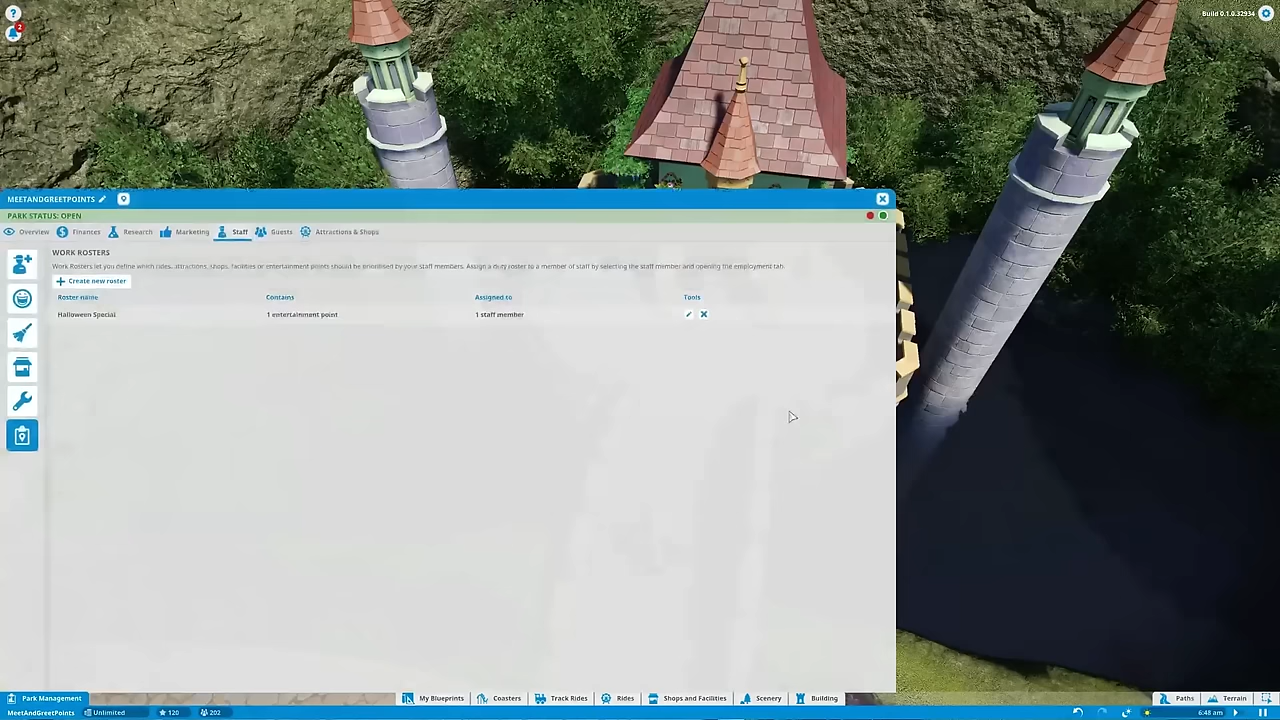 ?
2
Build 0.1.0.32934
MEETANDGREETPOINTS
PARK STATUS: OPEN
Overview Finances Research Marketing Staff Guests Attractions & Shops
WORK ROSTERS
Work Rosters let you define which rides, attractions, shops, facilities or entertainment points should be prioritised by your staff members. Assign a duty roster to a member of staff by selecting the staff member and opening the employment tab.
Create new roster
Roster name Contains Assigned to Tools
Halloween Special 1 entertainment point 1 staff member
Park Management My Blueprints Coasters Track Rides Rides Shops and Facilities Scenery Building Paths Terrain
MeetAndGreetPoints Unlimited 120 202 6:48 am